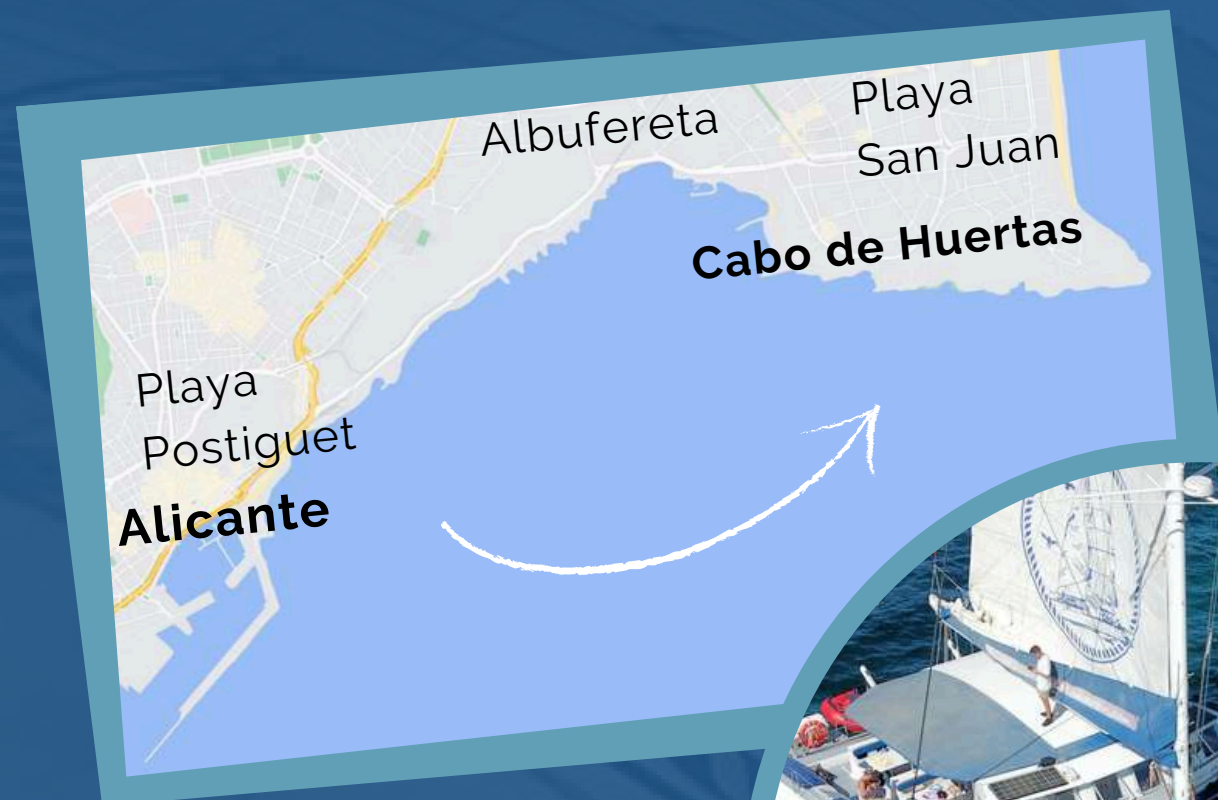 Albufereta
Playa
San Juan
Cabo de Huertas
Playa
Postiguet
Alicante